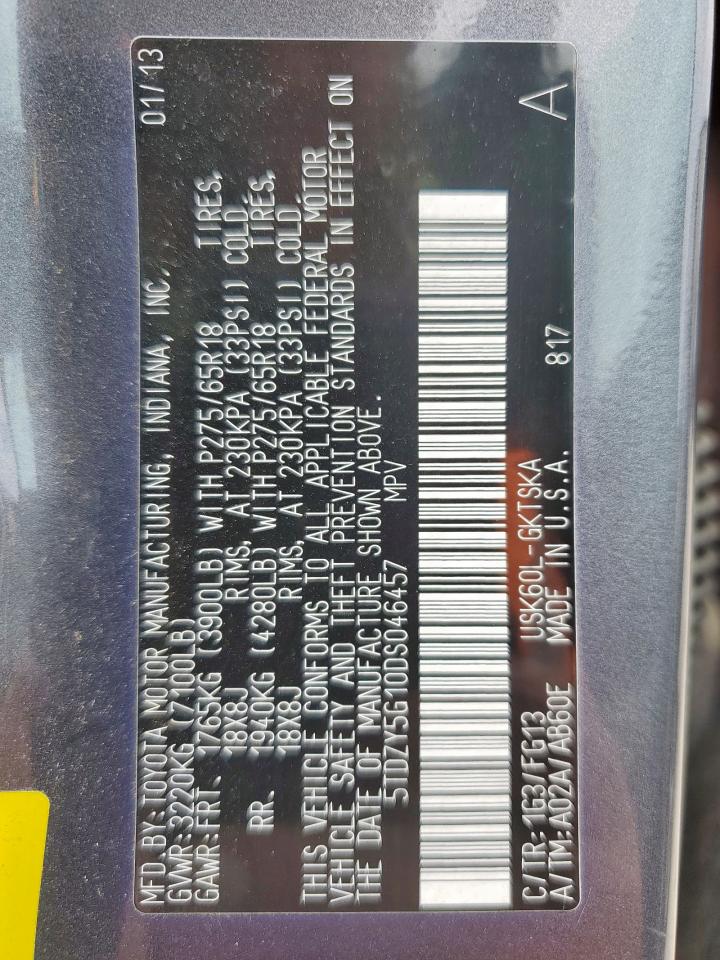 MFD BY:TOYOTA MOTOR MANUFACTURING, INDIANA, INC. 01/13
GVWR:3220KG (7100LB)
GAWR:FRT. 1765KG (3900LB) WITH P275/65R18 TIRES,
18X8J RIMS, AT 230KPA (33PSI) COLD
RR. 1940KG (4280LB) WITH P275/65R18 TIRES,
18X8J RIMS, AT 230KPA (33PSI) COLD
THIS VEHICLE CONFORMS TO ALL APPLICABLE FEDERAL MOTOR
VEHICLE SAFETY AND THEFT PREVENTION STANDARDS IN EFFECT ON
THE DATE OF MANUFACTURE SHOWN ABOVE.
5TDZY5G10DS046457 MPV
C/TR:1G3/FG13 USK60L-GKTSKA A
A/TM:A02A/AB60E MADE IN U.S.A. 817